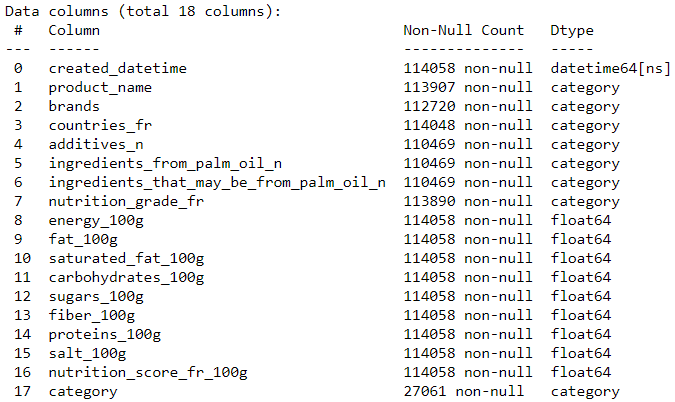 Data columns (total 18 columns):
 #   Column                                 Non-Null Count   Dtype
---  ------                                 --------------   -----
 0   created_datetime                       114058 non-null  datetime64[ns]
 1   product_name                           113907 non-null  category
 2   brands                                 112720 non-null  category
 3   countries_fr                           114048 non-null  category
 4   additives_n                            110469 non-null  category
 5   ingredients_from_palm_oil_n            110469 non-null  category
 6   ingredients_that_may_be_from_palm_oil_n  110469 non-null  category
 7   nutrition_grade_fr                     113890 non-null  category
 8   energy_100g                            114058 non-null  float64
 9   fat_100g                               114058 non-null  float64
 10  saturated_fat_100g                     114058 non-null  float64
 11  carbohydrates_100g                     114058 non-null  float64
 12  sugars_100g                            114058 non-null  float64
 13  fiber_100g                             114058 non-null  float64
 14  proteins_100g                          114058 non-null  float64
 15  salt_100g                              114058 non-null  float64
 16  nutrition_score_fr_100g                114058 non-null  float64
 17  category                               27061 non-null   category